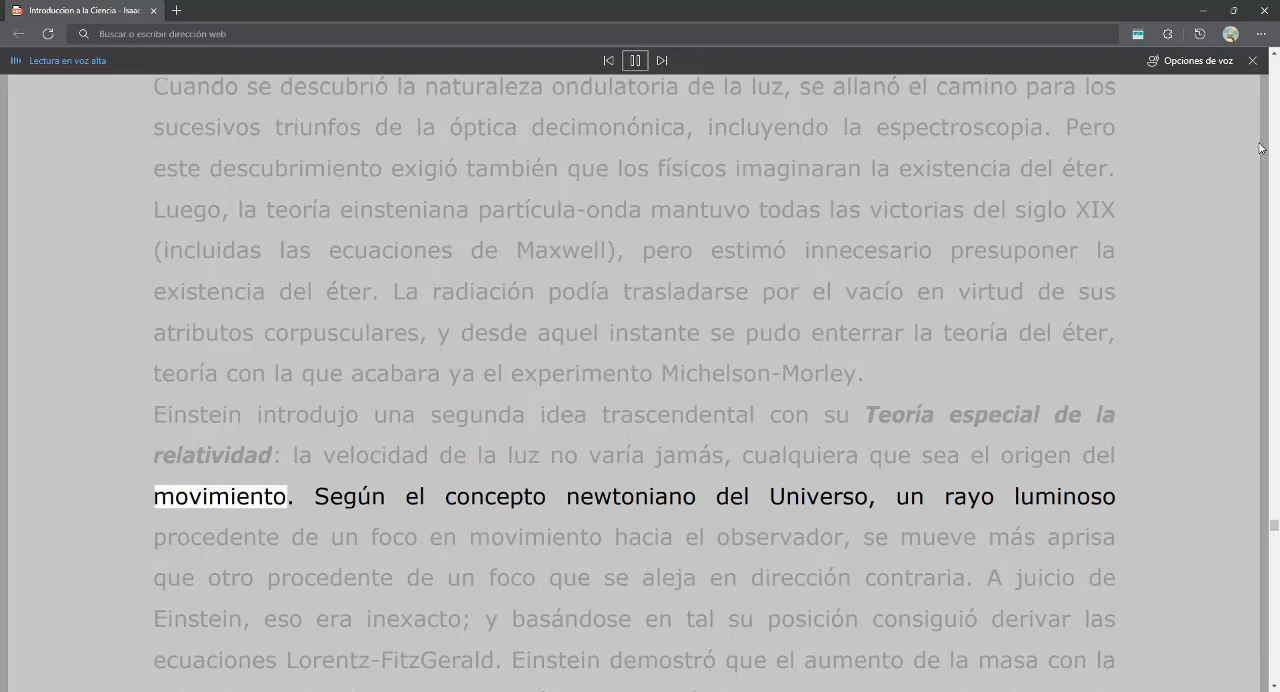 Introduccion a la Ciencia - Isaac
Buscar o escribir dirección web
Lectura en voz alta
Opciones de voz
Cuando se descubrió la naturaleza ondulatoria de la luz, se allanó el camino para los
sucesivos triunfos de la óptica decimonónica, incluyendo la espectroscopia. Pero
este descubrimiento exigió también que los físicos imaginaran la existencia del éter.
Luego, la teoría einsteniana partícula-onda mantuvo todas las victorias del siglo XIX
(incluidas las ecuaciones de Maxwell), pero estimó innecesario presuponer la
existencia del éter. La radiación podía trasladarse por el vacío en virtud de sus
atributos corpusculares, y desde aquel instante se pudo enterrar la teoría del éter,
teoría con la que acabara ya el experimento Michelson-Morley.
Einstein introdujo una segunda idea trascendental con su Teoría especial de la
relatividad: la velocidad de la luz no varía jamás, cualquiera que sea el origen del
movimiento. Según el concepto newtoniano del Universo, un rayo luminoso
procedente de un foco en movimiento hacia el observador, se mueve más aprisa
que otro procedente de un foco que se aleja en dirección contraria. A juicio de
Einstein, eso era inexacto; y basándose en tal su posición consiguió derivar las
ecuaciones Lorentz-FitzGerald. Einstein demostró que el aumento de la masa con la